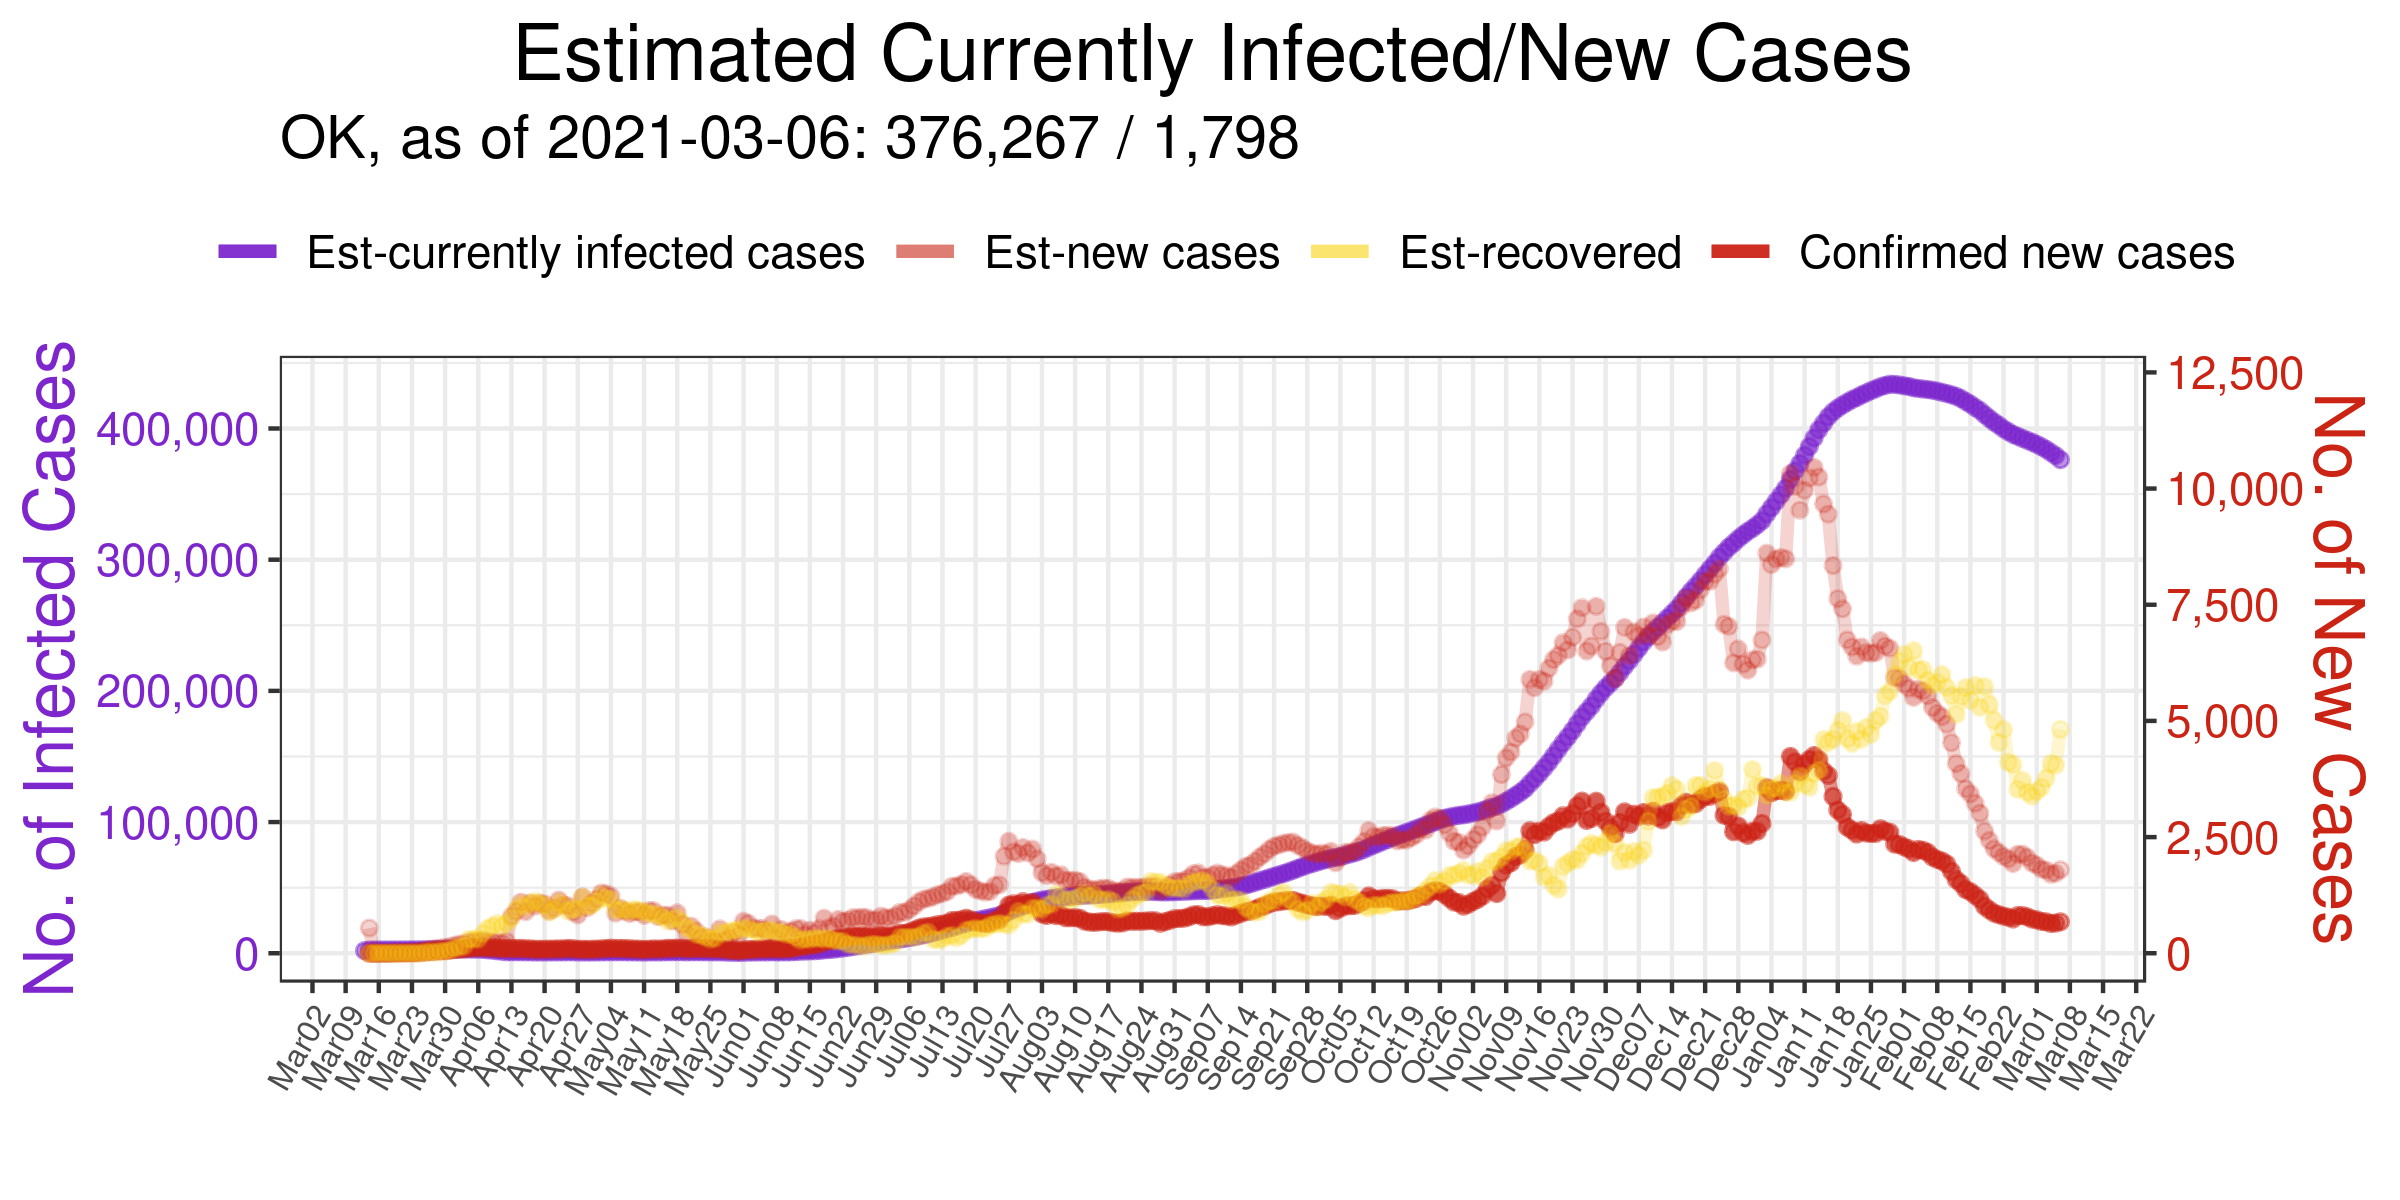 Estimated Currently Infected/New Cases
OK, as of 2021-03-06: 376,267 / 1,798
Est-currently infected cases Est-new cases Est-recovered Confirmed new cases
No. of Infected Cases
400,000
300,000
200,000
100,000
0
12,500
10,000
7,500
5,000
2,500
0
No. of New Cases
Mar02 Mar09 Mar16 Mar23 Mar30 Apr06 Apr13 Apr20 Apr27 May04 May11 May18 May25 Jun01 Jun08 Jun15 Jun22 Jun29 Jul06 Jul13 Jul20 Jul27 Aug03 Aug10 Aug17 Aug24 Aug31 Sep07 Sep14 Sep21 Sep28 Oct05 Oct12 Oct19 Oct26 Nov02 Nov09 Nov16 Nov23 Nov30 Dec07 Dec14 Dec21 Dec28 Jan04 Jan11 Jan18 Jan25 Feb01 Feb08 Feb15 Feb22 Mar01 Mar08 Mar15 Mar22